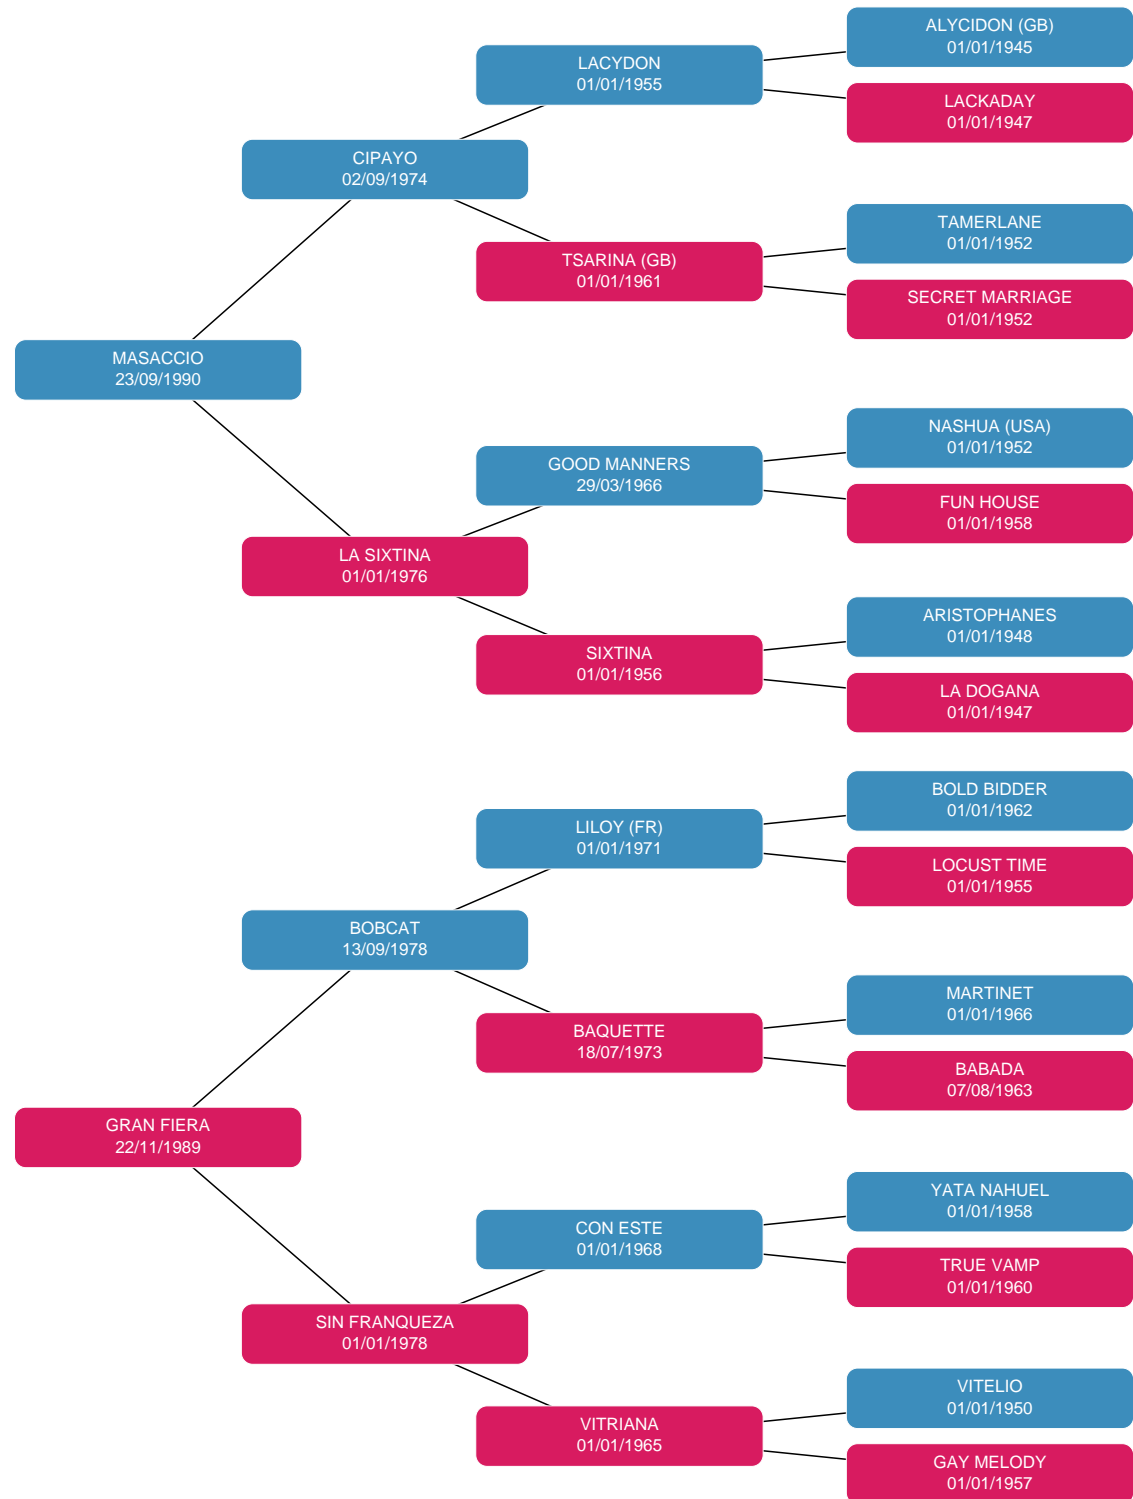 ALYCIDON (GB)
01/01/1945
LACYDON
01/01/1955
LACKADAY
01/01/1947
CIPAYO
02/09/1974
TAMERLANE
01/01/1952
TSARINA (GB)
01/01/1961
SECRET MARRIAGE
01/01/1952
MASACCIO
23/09/1990
NASHUA (USA)
01/01/1952
GOOD MANNERS
29/03/1966
FUN HOUSE
01/01/1958
LA SIXTINA
01/01/1976
ARISTOPHANES
01/01/1948
SIXTINA
01/01/1956
LA DOGANA
01/01/1947
BOLD BIDDER
01/01/1962
LILOY (FR)
01/01/1971
LOCUST TIME
01/01/1955
BOBCAT
13/09/1978
MARTINET
01/01/1966
BAQUETTE
18/07/1973
BABADA
07/08/1963
GRAN FIERA
22/11/1989
YATA NAHUEL
01/01/1958
CON ESTE
01/01/1968
TRUE VAMP
01/01/1960
SIN FRANQUEZA
01/01/1978
VITELIO
01/01/1950
VITRIANA
01/01/1965
GAY MELODY
01/01/1957